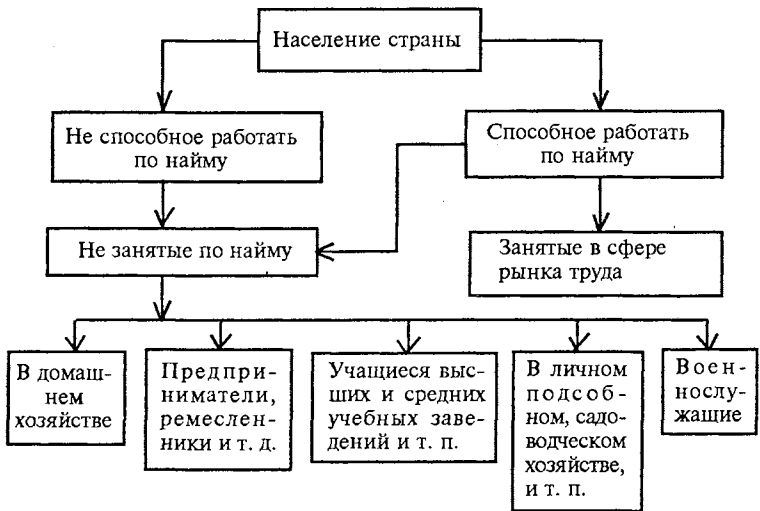 Население страны
Не способное работать
по найму
Способное работать
по найму
Не занятые по найму
Занятые в сфере
рынка труда
В домаш-
нем
хозяйстве
Предпри-
ниматели,
ремеслен-
ники и т. д.
Учащиеся выс-
ших и средних
учебных заве-
дений и т. п.
В личном
подсоб-
ном, садо-
водческом
хозяйстве,
и т. п.
Воен-
нослу-
жащие